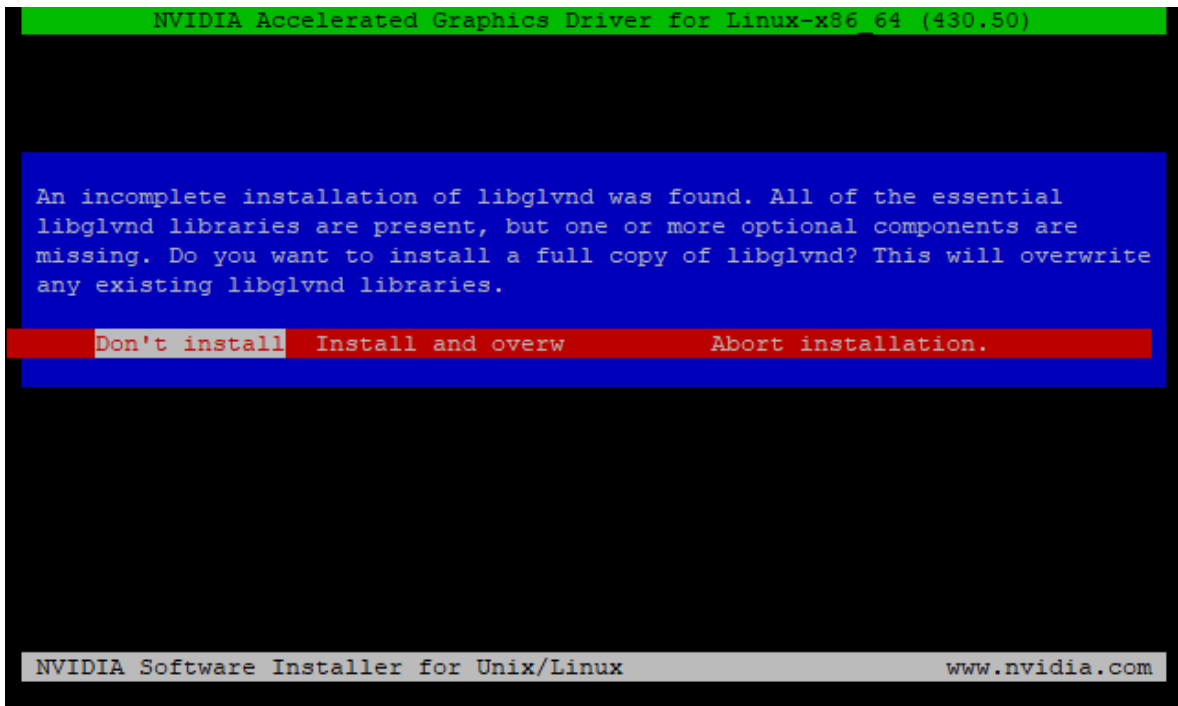 NVIDIA Accelerated Graphics Driver for Linux-x86_64 (430.50)
An incomplete installation of libglvnd was found. All of the essential
libglvnd libraries are present, but one or more optional components are
missing. Do you want to install a full copy of libglvnd? This will overwrite
any existing libglvnd libraries.
Don't install Install and overw Abort installation.
NVIDIA Software Installer for Unix/Linux www.nvidia.com